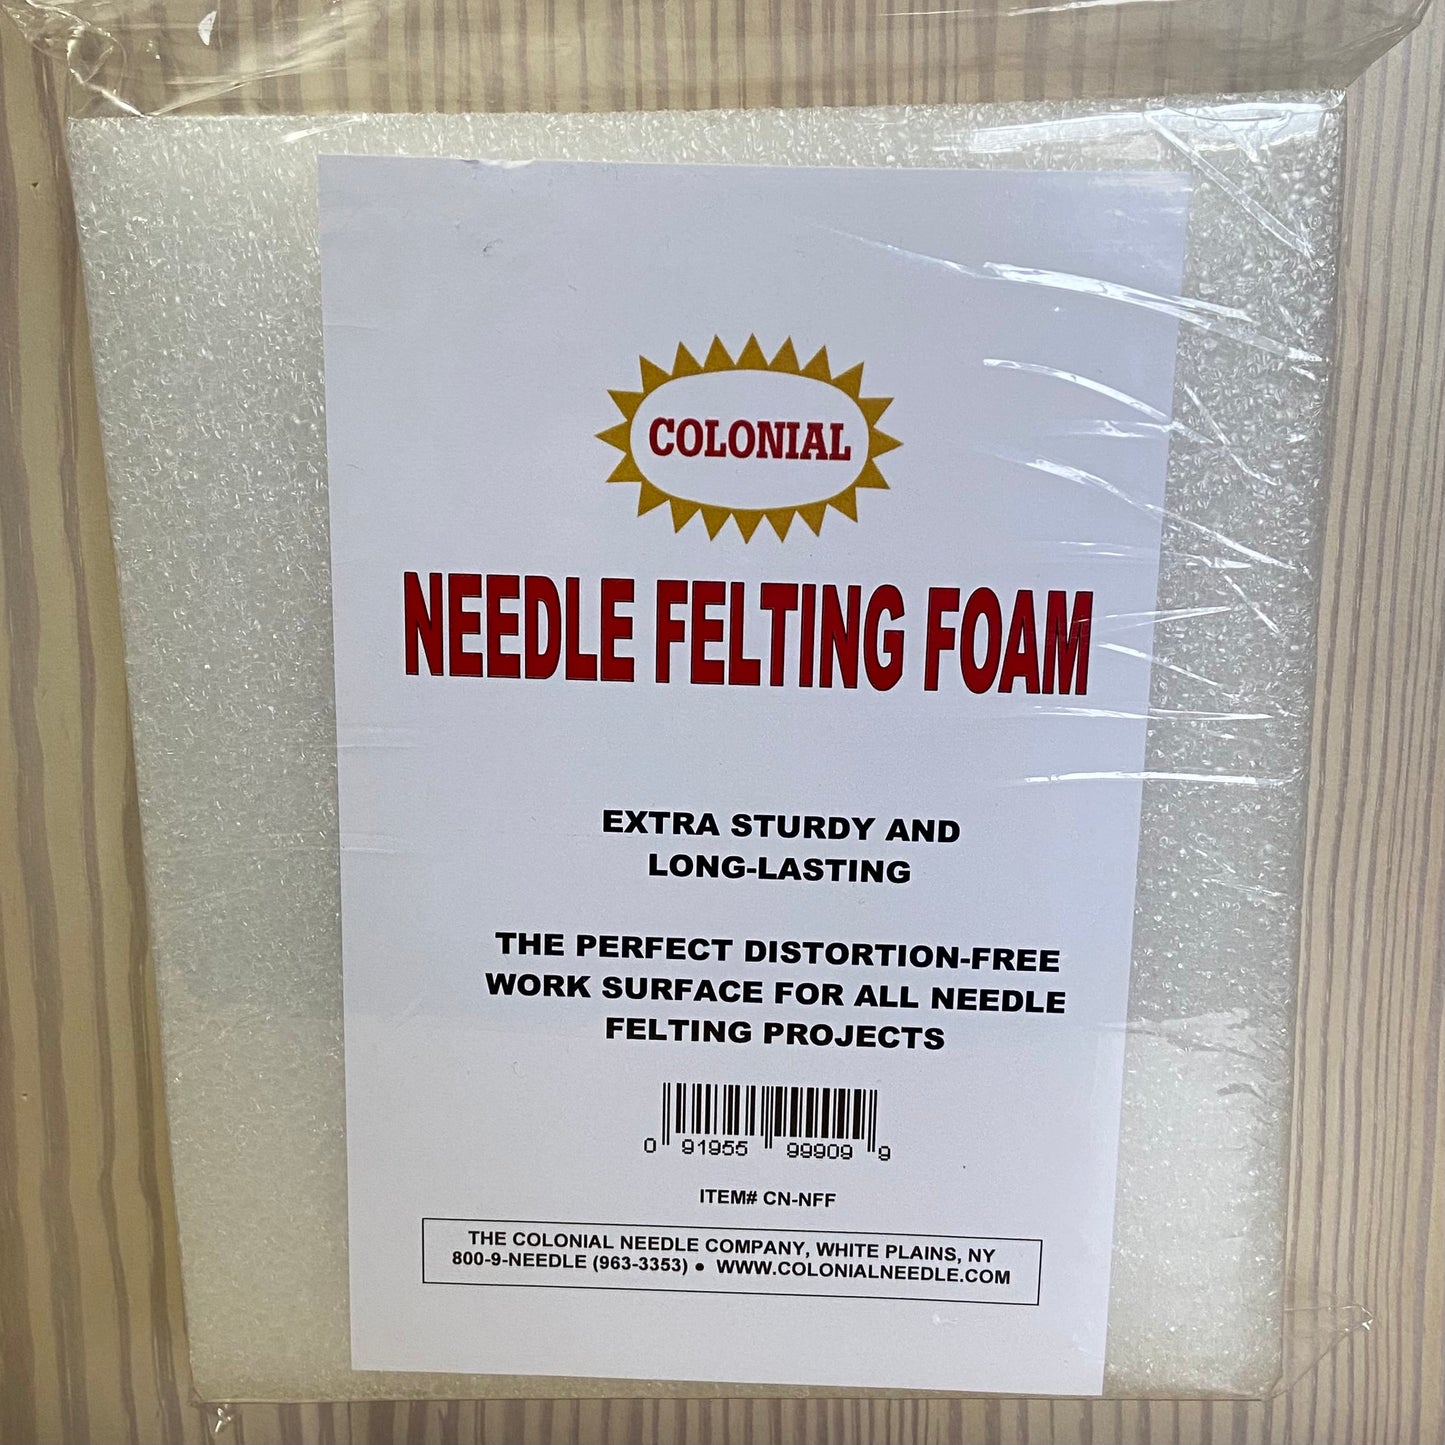 COLONIAL
NEEDLE FELTING FOAM
EXTRA STURDY AND
LONG-LASTING
THE PERFECT DISTORTION-FREE
WORK SURFACE FOR ALL NEEDLE
FELTING PROJECTS
0 91955 99909 9
ITEM# CN-NFF
THE COLONIAL NEEDLE COMPANY, WHITE PLAINS, NY
800-9-NEEDLE (963-3353) ● WWW.COLONIALNEEDLE.COM